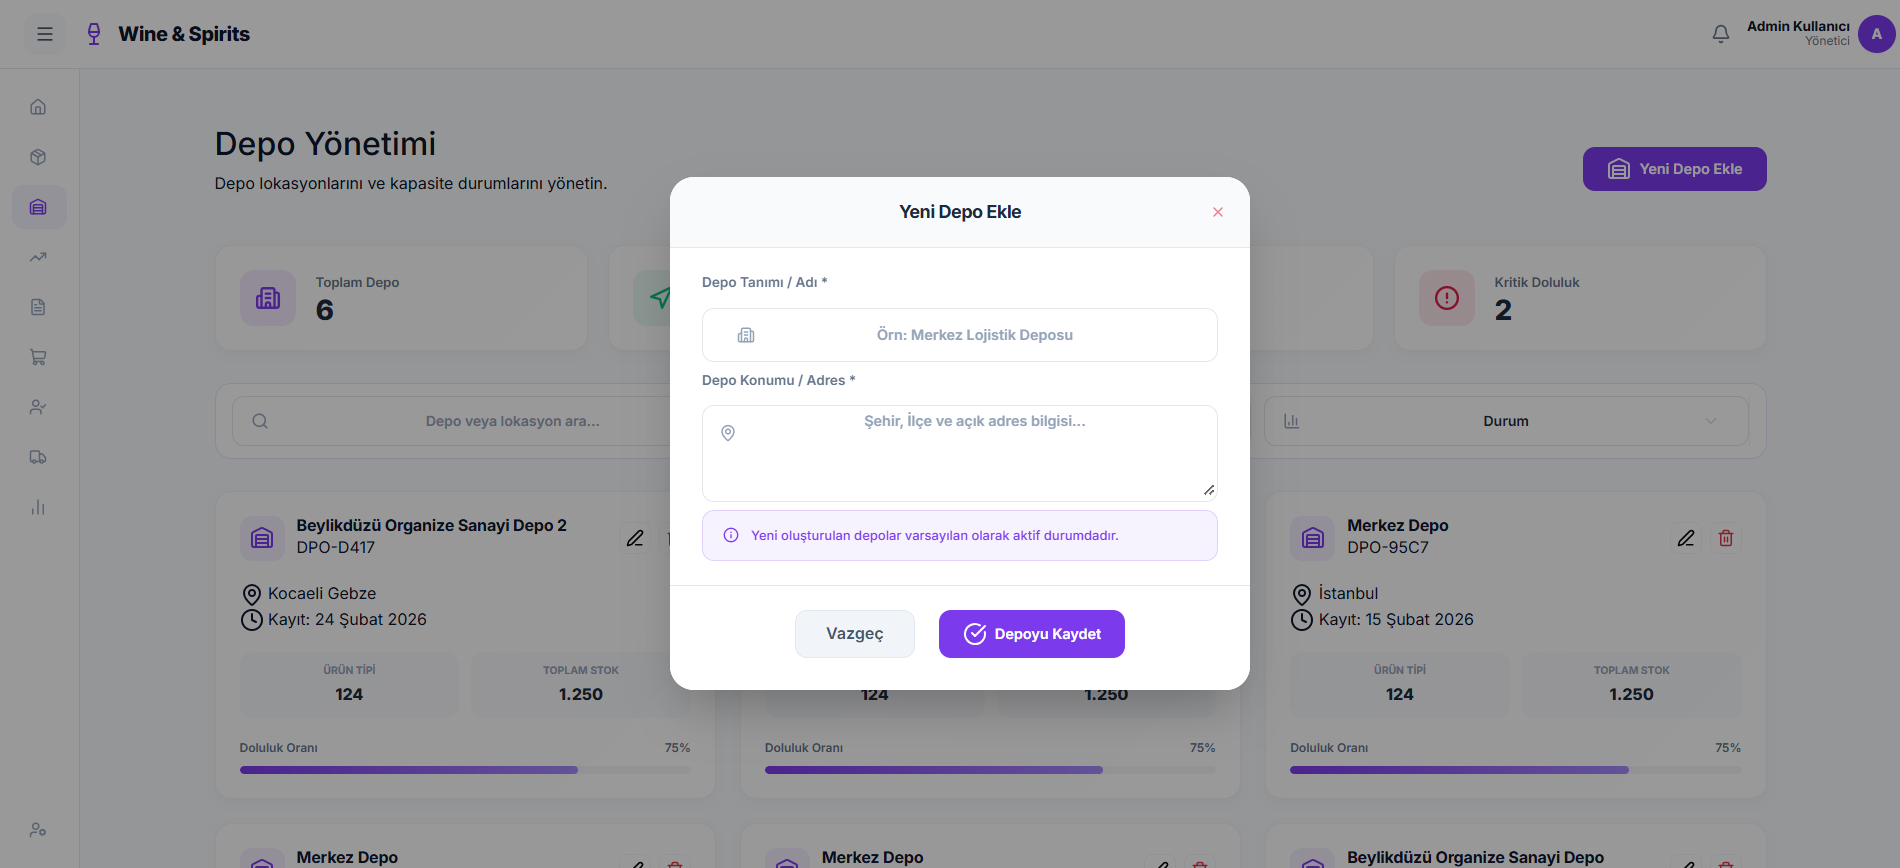 Wine & Spirits
Admin Kullanıcı
Yönetici
A
Depo Yönetimi
Depo lokasyonlarını ve kapasite durumlarını yönetin.
Yeni Depo Ekle
Toplam Depo
6
Kritik Doluluk
2
Depo veya lokasyon ara...
Durum
Yeni Depo Ekle
Depo Tanımı / Adı *
Örn: Merkez Lojistik Deposu
Depo Konumu / Adres *
Şehir, İlçe ve açık adres bilgisi...
Yeni oluşturulan depolar varsayılan olarak aktif durumdadır.
Vazgeç
Depoyu Kaydet
Beylikdüzü Organize Sanayi Depo 2
DPO-D417
Kocaeli Gebze
Kayıt: 24 Şubat 2026
ÜRÜN TİPİ
124
TOPLAM STOK
1.250
Doluluk Oranı
75%
124
1.250
Doluluk Oranı
75%
Merkez Depo
DPO-95C7
İstanbul
Kayıt: 15 Şubat 2026
ÜRÜN TİPİ
124
TOPLAM STOK
1.250
Doluluk Oranı
75%
Merkez Depo
Merkez Depo
Beylikdüzü Organize Sanayi Depo